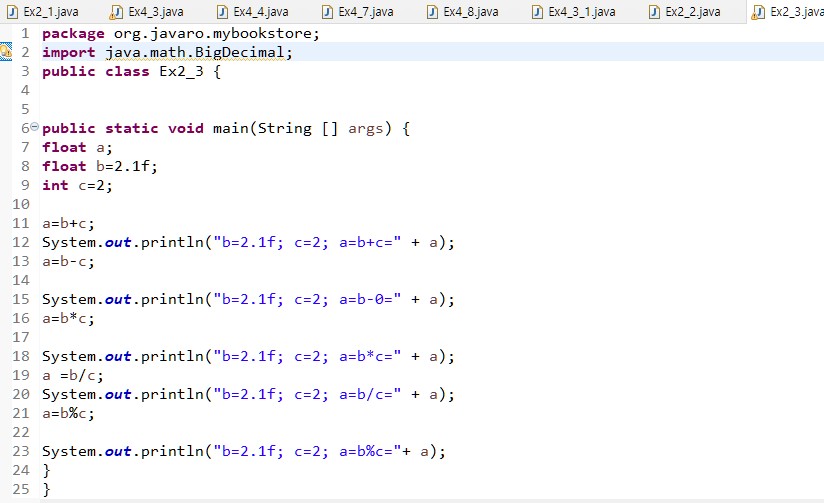 Ex2_1.java Ex4_3.java Ex4_4.java Ex4_7.java Ex4_8.java Ex4_3_1.java Ex2_2.java Ex2_3.java
1 package org.javaro.mybookstore;
2 import java.math.BigDecimal;
3 public class Ex2_3 {
4
5
6 public static void main(String [] args) {
7 float a;
8 float b=2.1f;
9 int c=2;
10
11 a=b+c;
12 System.out.println("b=2.1f; c=2; a=b+c=" + a);
13 a=b-c;
14
15 System.out.println("b=2.1f; c=2; a=b-0=" + a);
16 a=b*c;
17
18 System.out.println("b=2.1f; c=2; a=b*c=" + a);
19 a =b/c;
20 System.out.println("b=2.1f; c=2; a=b/c=" + a);
21 a=b%c;
22
23 System.out.println("b=2.1f; c=2; a=b%c="+ a);
24 }
25 }